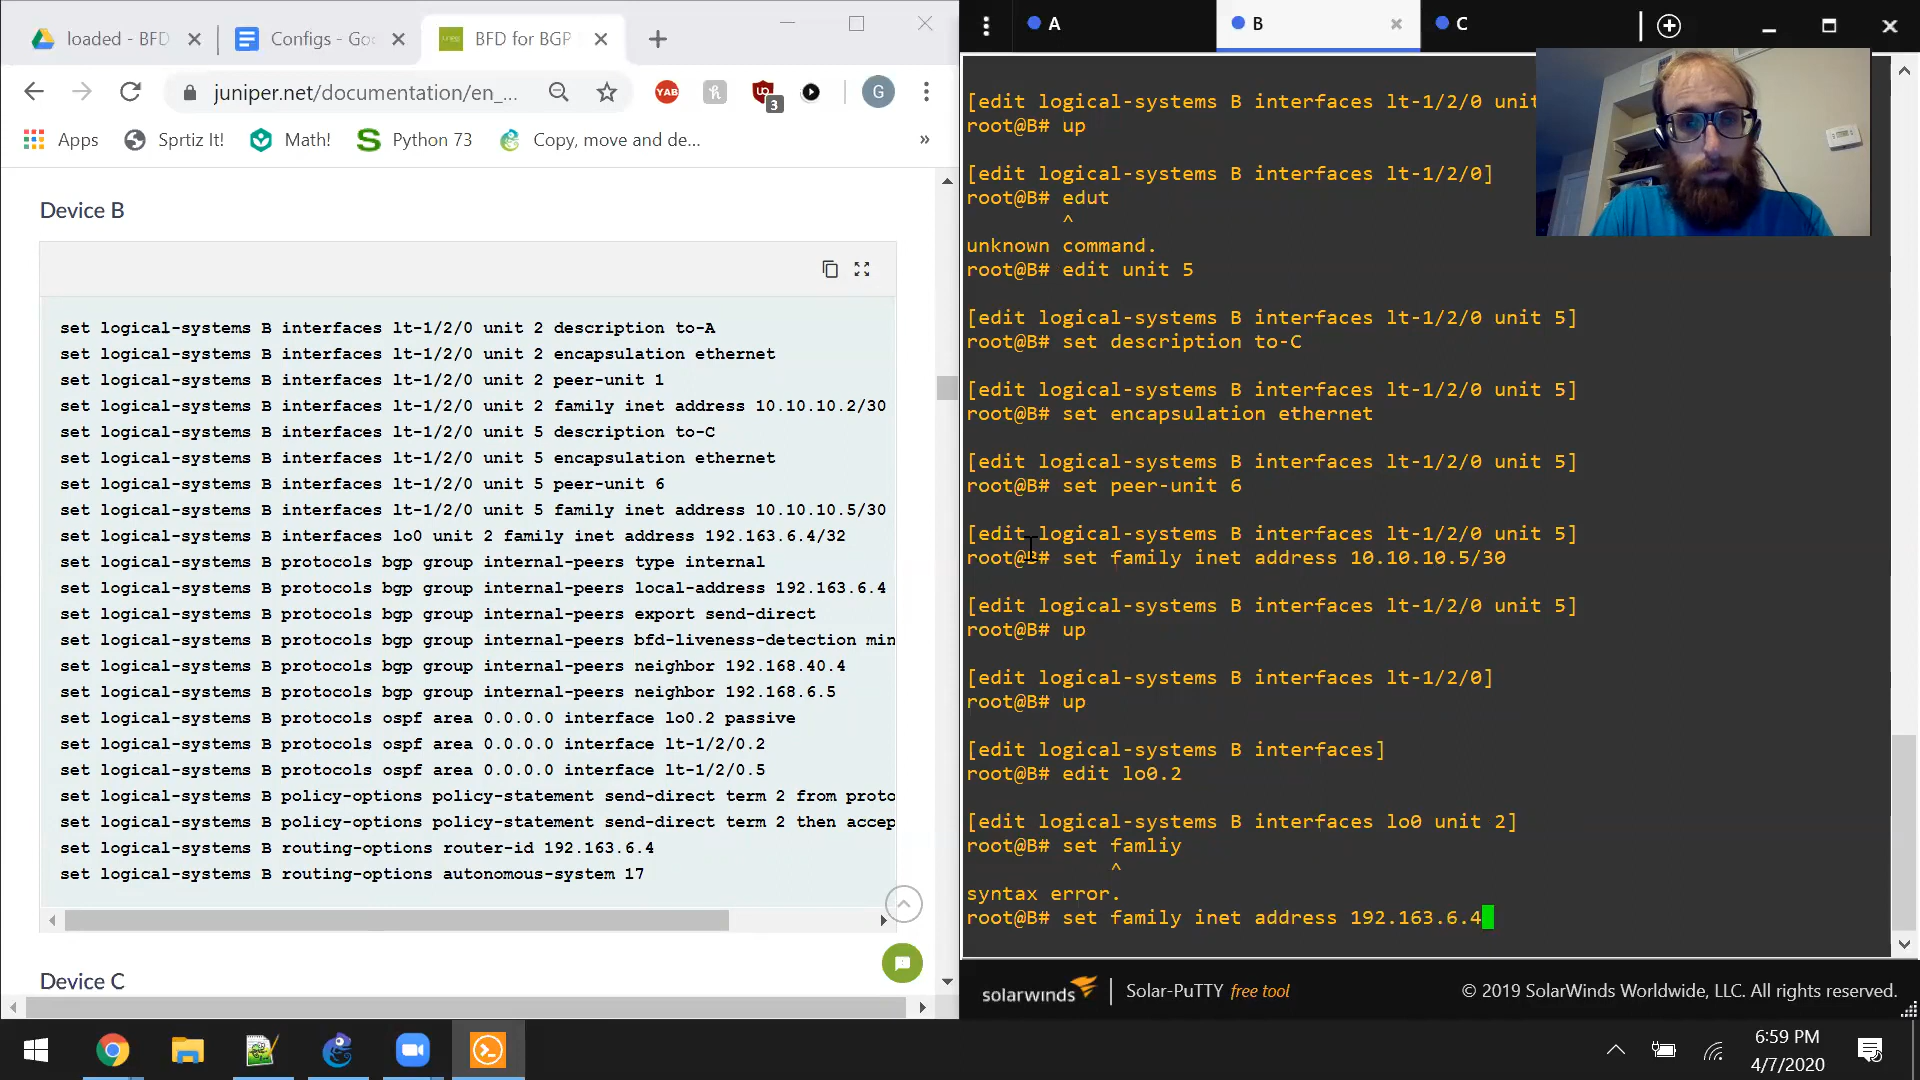 loaded - BFD
Configs - Goo
BFD for BGP
juniper.net/documentation/en_...
YAB
h
3
G
Apps
Sprtiz It!
Math!
Python 73
Copy, move and de...
»
Device B
set logical-systems B interfaces lt-1/2/0 unit 2 description to-A
set logical-systems B interfaces lt-1/2/0 unit 2 encapsulation ethernet
set logical-systems B interfaces lt-1/2/0 unit 2 peer-unit 1
set logical-systems B interfaces lt-1/2/0 unit 2 family inet address 10.10.10.2/30
set logical-systems B interfaces lt-1/2/0 unit 5 description to-C
set logical-systems B interfaces lt-1/2/0 unit 5 encapsulation ethernet
set logical-systems B interfaces lt-1/2/0 unit 5 peer-unit 6
set logical-systems B interfaces lt-1/2/0 unit 5 family inet address 10.10.10.5/30
set logical-systems B interfaces lo0 unit 2 family inet address 192.163.6.4/32
set logical-systems B protocols bgp group internal-peers type internal
set logical-systems B protocols bgp group internal-peers local-address 192.163.6.4
set logical-systems B protocols bgp group internal-peers export send-direct
set logical-systems B protocols bgp group internal-peers bfd-liveness-detection min
set logical-systems B protocols bgp group internal-peers neighbor 192.168.40.4
set logical-systems B protocols bgp group internal-peers neighbor 192.168.6.5
set logical-systems B protocols ospf area 0.0.0.0 interface lo0.2 passive
set logical-systems B protocols ospf area 0.0.0.0 interface lt-1/2/0.2
set logical-systems B protocols ospf area 0.0.0.0 interface lt-1/2/0.5
set logical-systems B policy-options policy-statement send-direct term 2 from proto
set logical-systems B policy-options policy-statement send-direct term 2 then accep
set logical-systems B routing-options router-id 192.163.6.4
set logical-systems B routing-options autonomous-system 17
Device C
A
B
C
[edit logical-systems B interfaces lt-1/2/0 unit
root@B# up
[edit logical-systems B interfaces lt-1/2/0]
root@B# edut
^
unknown command.
root@B# edit unit 5
[edit logical-systems B interfaces lt-1/2/0 unit 5]
root@B# set description to-C
[edit logical-systems B interfaces lt-1/2/0 unit 5]
root@B# set encapsulation ethernet
[edit logical-systems B interfaces lt-1/2/0 unit 5]
root@B# set peer-unit 6
[edit logical-systems B interfaces lt-1/2/0 unit 5]
root@B# set family inet address 10.10.10.5/30
[edit logical-systems B interfaces lt-1/2/0 unit 5]
root@B# up
[edit logical-systems B interfaces lt-1/2/0]
root@B# up
[edit logical-systems B interfaces]
root@B# edit lo0.2
[edit logical-systems B interfaces lo0 unit 2]
root@B# set famliy
^
syntax error.
root@B# set family inet address 192.163.6.4
solarwinds
Solar-PuTTY free tool
© 2019 SolarWinds Worldwide, LLC. All rights reserved.
6:59 PM
4/7/2020